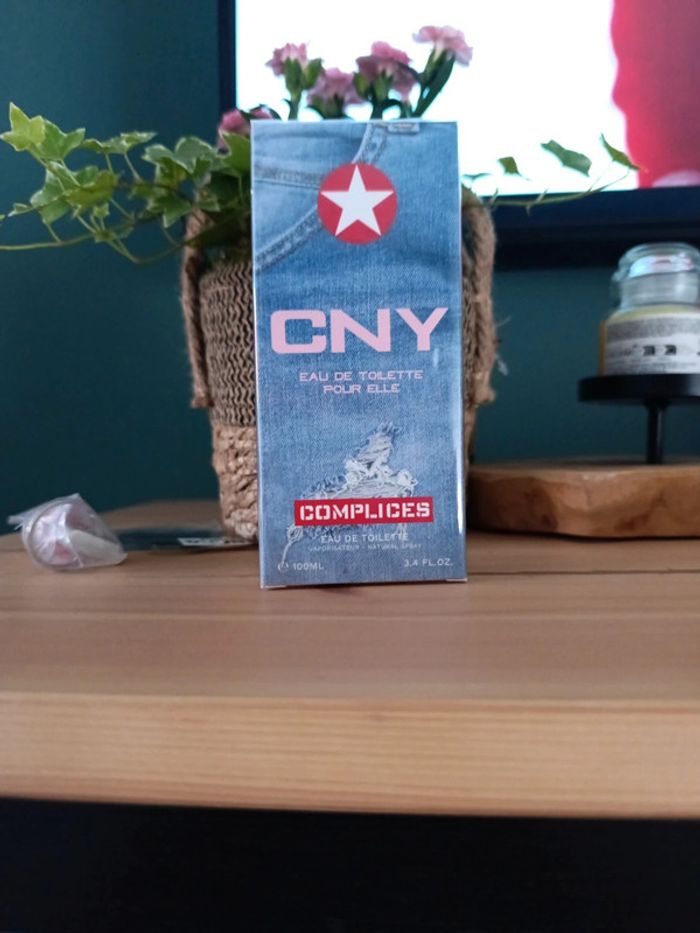 CNY
EAU DE TOILETTE
POUR ELLE
COMPLICES
EAU DE TOILETTE
VAPORISATEUR - NATURAL SPRAY
100ML 3.4 FL.OZ.